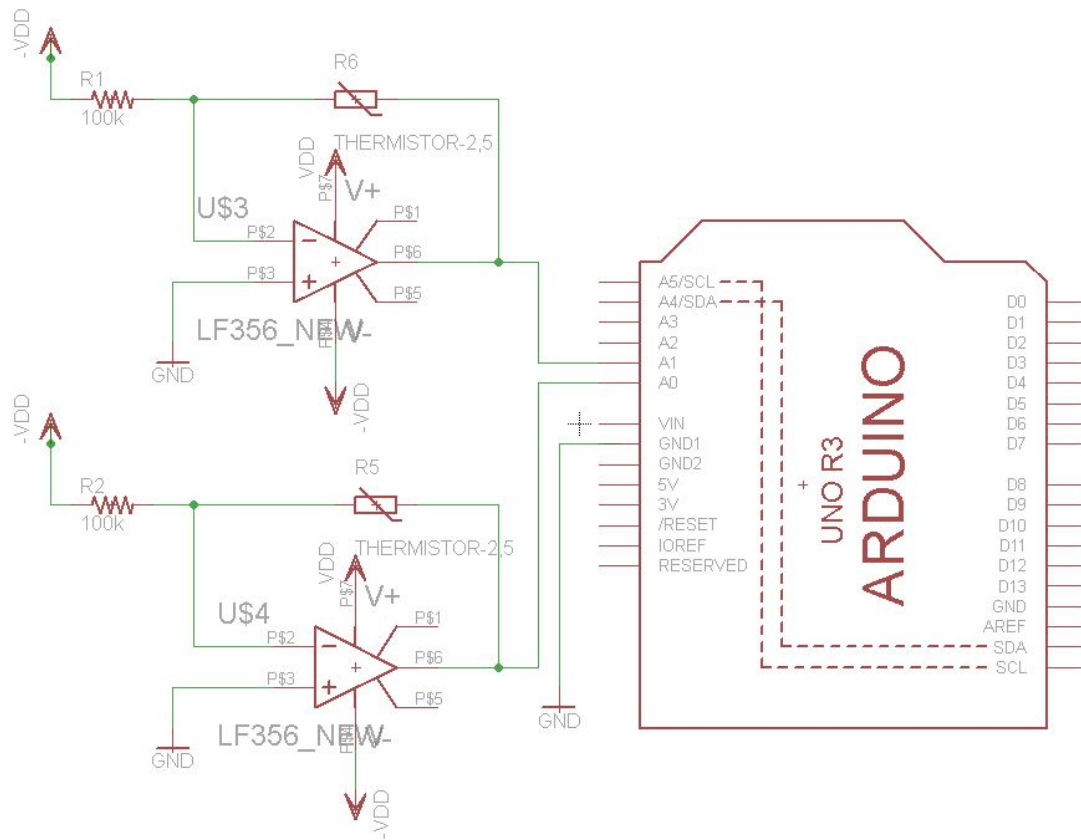 -VDD
R1
100k
R6
THERMISTOR-2,5
VDD
P$7
V+
U$3
P$1
P$2
P$6
P$3
P$5
LF356_NEW
V-
GND
-VDD
-VDD
R2
100k
R5
THERMISTOR-2,5
VDD
P$7
V+
U$4
P$1
P$2
P$6
P$3
P$5
LF356_NEW
V-
GND
-VDD
GND
A5/SCL
A4/SDA
A3
A2
A1
A0
VIN
GND1
GND2
5V
3V
/RESET
IOREF
RESERVED
UNO R3
ARDUINO
D0
D1
D2
D3
D4
D5
D6
D7
D8
D9
D10
D11
D12
D13
GND
AREF
SDA
SCL